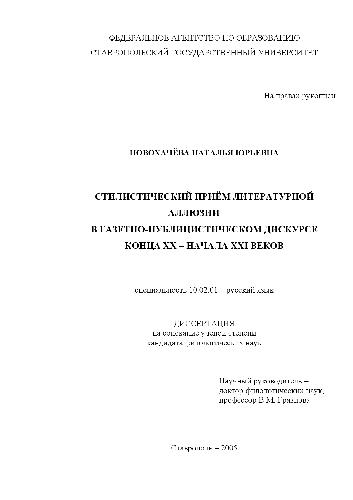 ФЕДЕРАЛЬНОЕ АГЕНТСТВО ПО ОБРАЗОВАНИЮ
СТАВРОПОЛЬСКИЙ ГОСУДАРСТВЕННЫЙ УНИВЕРСИТЕТ
На правах рукописи
НОВОХАЧЁВА НАТАЛЬЯ ЮРЬЕВНА
СТИЛИСТИЧЕСКИЙ ПРИЁМ ЛИТЕРАТУРНОЙ
АЛЛЮЗИИ
В ГАЗЕТНО-ПУБЛИЦИСТИЧЕСКОМ ДИСКУРСЕ
КОНЦА XX – НАЧАЛА XXI ВЕКОВ
специальность 10.02.01 – русский язык
ДИССЕРТАЦИЯ
на соискание ученой степени
кандидата филологических наук
Научный руководитель –
доктор филологических наук,
профессор В.М. Грязнова
Ставрополь – 2005